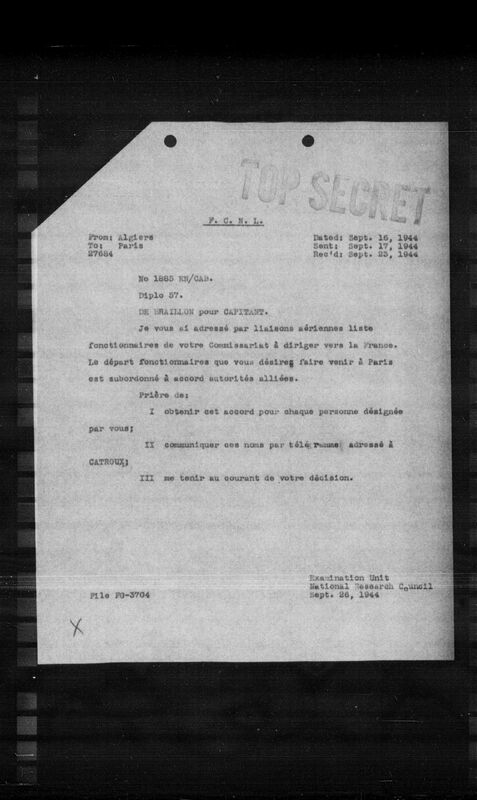 TOP SECRET
F. C. N. L.
From: Algiers
To: Paris
27684
Dated: Sept. 16, 1944
Sent: Sept. 17, 1944
Rec'd: Sept. 23, 1944
No 1885 EN/CAB.
Diplo 57.
DE BRAILLON pour CAPITANT.
Je vous ai adressé par liaisons aériennes liste
fonctionnaires de votre Commissariat à diriger vers la France.
Le départ fonctionnaires que vous désirez faire venir à Paris
est subordonné à accord autorités alliées.
Prière de:
I obtenir cet accord pour chaque personne désignée
par vous;
II communiquer ces noms par télégramme adressé à
CATROUX;
III me tenir au courant de votre décision.
Examination Unit
National Research Council
Sept. 26, 1944
File FG-3704
X